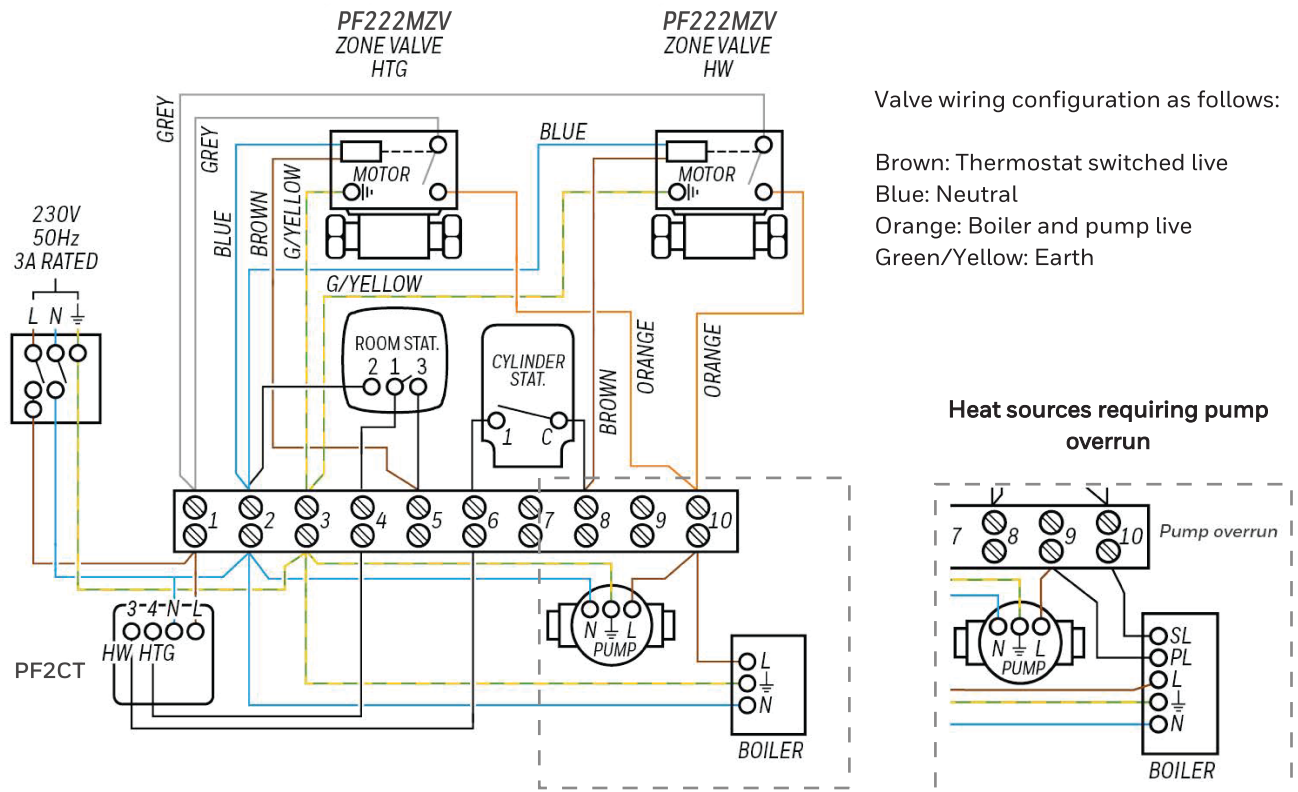 PF222MZV
ZONE VALVE
HTG
PF222MZV
ZONE VALVE
HW
GREY
GREY
BLUE
BROWN
G/YELLOW
MOTOR
BLUE
MOTOR
G/YELLOW
230V
50Hz
3A RATED
L N
ROOM STAT.
2 1 3
CYLINDER
STAT.
1 C
BROWN
ORANGE
ORANGE
1 2 3 4 5 6 7 8 9 10
3-4-N-L
HW HTG
PF2CT
N L
PUMP
L
N
BOILER
Valve wiring configuration as follows:
Brown: Thermostat switched live
Blue: Neutral
Orange: Boiler and pump live
Green/Yellow: Earth
Heat sources requiring pump
overrun
7 8 9 10
Pump overrun
N L
PUMP
SL
PL
L
N
BOILER